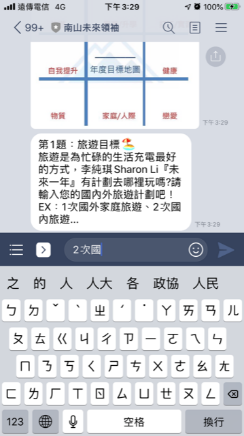 遠傳電信 4G 下午3:29 100%
99+ 南山未來領袖
自我提升 年度目標地圖 健康
物質 家庭/人際 戀愛
下午3:29
第1題：旅遊目標🏖️
旅遊是為忙碌的生活充電最好
的方式，李純琪Sharon Li『未
來一年』有計劃去哪裡玩嗎?請
輸入您的國內外旅遊計劃吧！
EX：1次國外家庭旅遊、2次國
內旅遊...
下午3:29
2次國
之 的 人 人大 各 政協 人民
ㄅ ㄉ ˇ ˋ ㄓ ˊ ˙ ㄚ ㄞ ㄢ ㄦ
ㄆ ㄊ ㄍ ㄐ ㄔ ㄗ ㄧ ㄛ ㄟ ㄣ
ㄇ ㄋ ㄎ ㄑ ㄕ ㄘ ㄨ ㄜ ㄠ ㄤ
ㄈ ㄌ ㄏ ㄒ ㄖ ㄙ ㄩ ㄝ ㄡ ㄥ
123 空格 換行